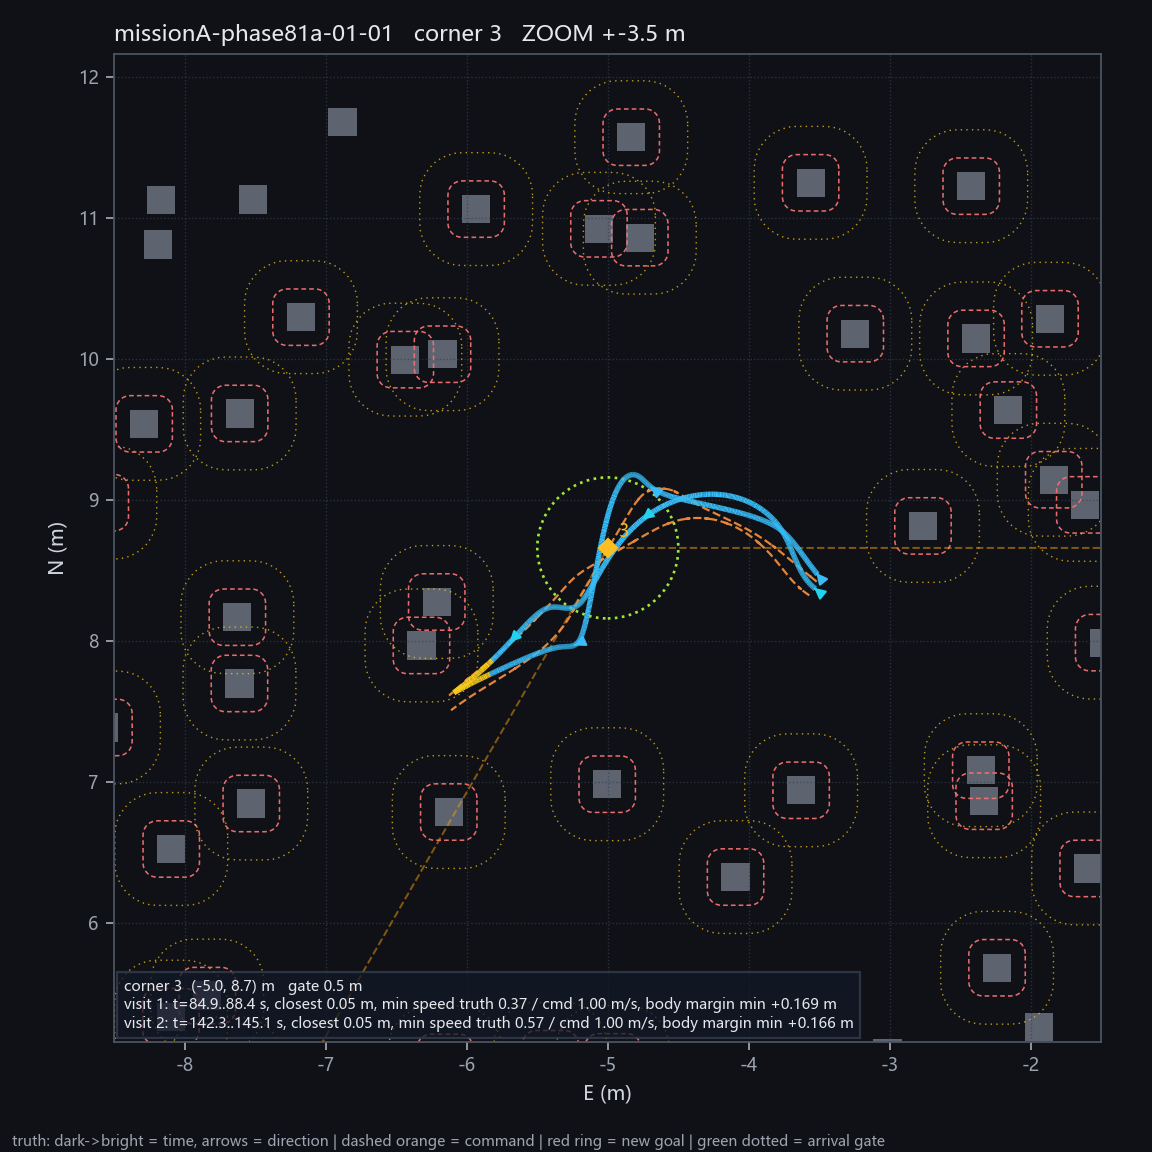 missionA-phase81a-01-01   corner 3   ZOOM +-3.5 m
12
11
10
9
8
7
6
N (m)
3
corner 3  (-5.0, 8.7) m   gate 0.5 m
visit 1: t=84.9..88.4 s, closest 0.05 m, min speed truth 0.37 / cmd 1.00 m/s, body margin min +0.169 m
visit 2: t=142.3..145.1 s, closest 0.05 m, min speed truth 0.57 / cmd 1.00 m/s, body margin min +0.166 m
-8 -7 -6 -5 -4 -3 -2
E (m)
truth: dark->bright = time, arrows = direction | dashed orange = command | red ring = new goal | green dotted = arrival gate